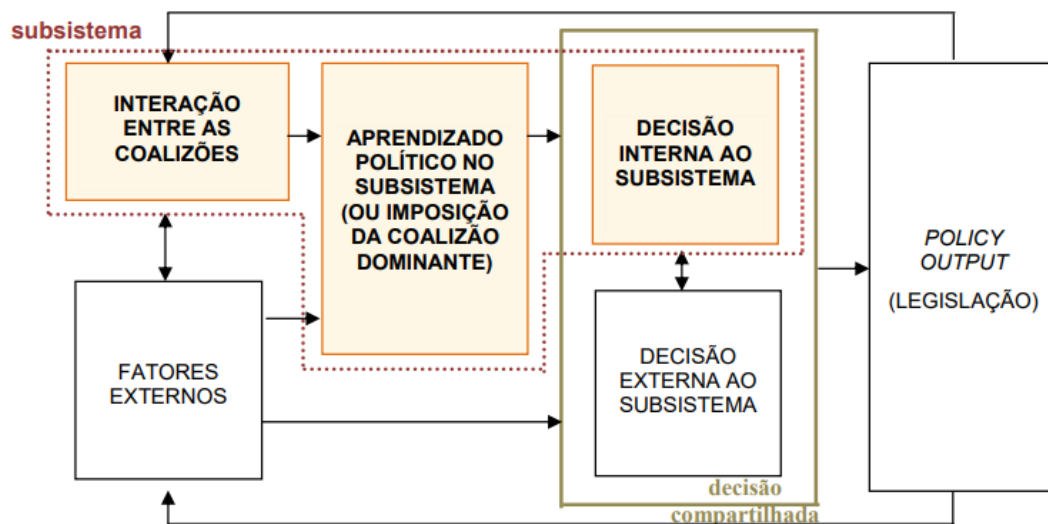 subsistema
INTERAÇÃO
ENTRE AS
COALIZÕES
APRENDIZADO
POLÍTICO NO
SUBSISTEMA
(OU IMPOSIÇÃO
DA COALIZÃO
DOMINANTE)
DECISÃO
INTERNA AO
SUBSISTEMA
POLICY
OUTPUT
(LEGISLAÇÃO)
FATORES
EXTERNOS
DECISÃO
EXTERNA AO
SUBSISTEMA
decisão
compartilhada